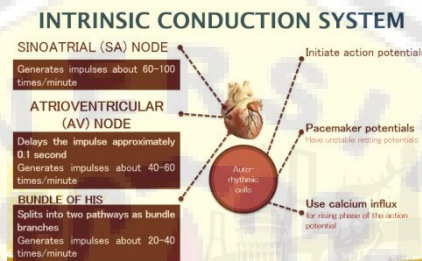 INTRINSIC CONDUCTION SYSTEM
SINOATRIAL (SA) NODE
Generates impulses about 60-100
times/minute
ATRIOVENTRICULAR
(AV) NODE
Delays the impulse approximately
0.1 second
Generates impulses about 40-60
times/minute
BUNDLE OF HIS
Splits into two pathways as bundle
branches
Generates impulses about 20-40
times/minute
Auto-
rhythmic
cells
Initiate action potentials
Pacemaker potentials
Have unstable resting potentials
Use calcium influx
for rising phase of the action
potential